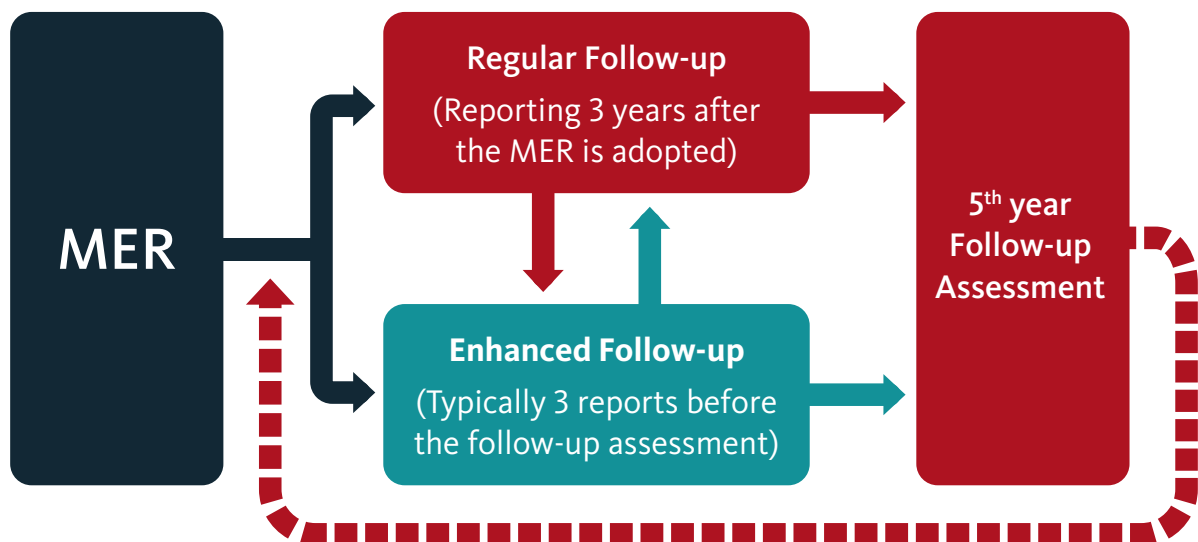 MER
Regular Follow-up
(Reporting 3 years after
the MER is adopted)
Enhanced Follow-up
(Typically 3 reports before
the follow-up assessment)
5th year
Follow-up
Assessment